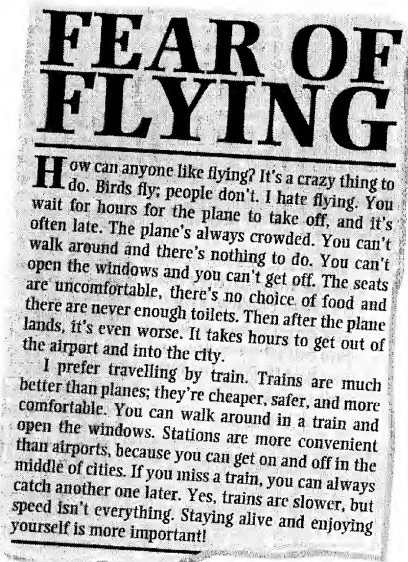 FEAR OF
FLYING
How can anyone like flying? It's a crazy thing to
do. Birds fly; people don't. I hate flying. You
wait for hours for the plane to take off, and it's
often late. The plane's always crowded. You can't
walk around and there's nothing to do. You can't
open the windows and you can't get off. The seats
are uncomfortable, there's no choice of food and
there are never enough toilets. Then after the plane
lands, it's even worse. It takes hours to get out of
the airport and into the city.
I prefer travelling by train. Trains are much
better than planes; they're cheaper, safer, and more
comfortable. You can walk around in a train and
open the windows. Stations are more convenient
than airports, because you can get on and off in the
middle of cities. If you miss a train, you can always
catch another one later. Yes, trains are slower, but
speed isn't everything. Staying alive and enjoying
yourself is more important!